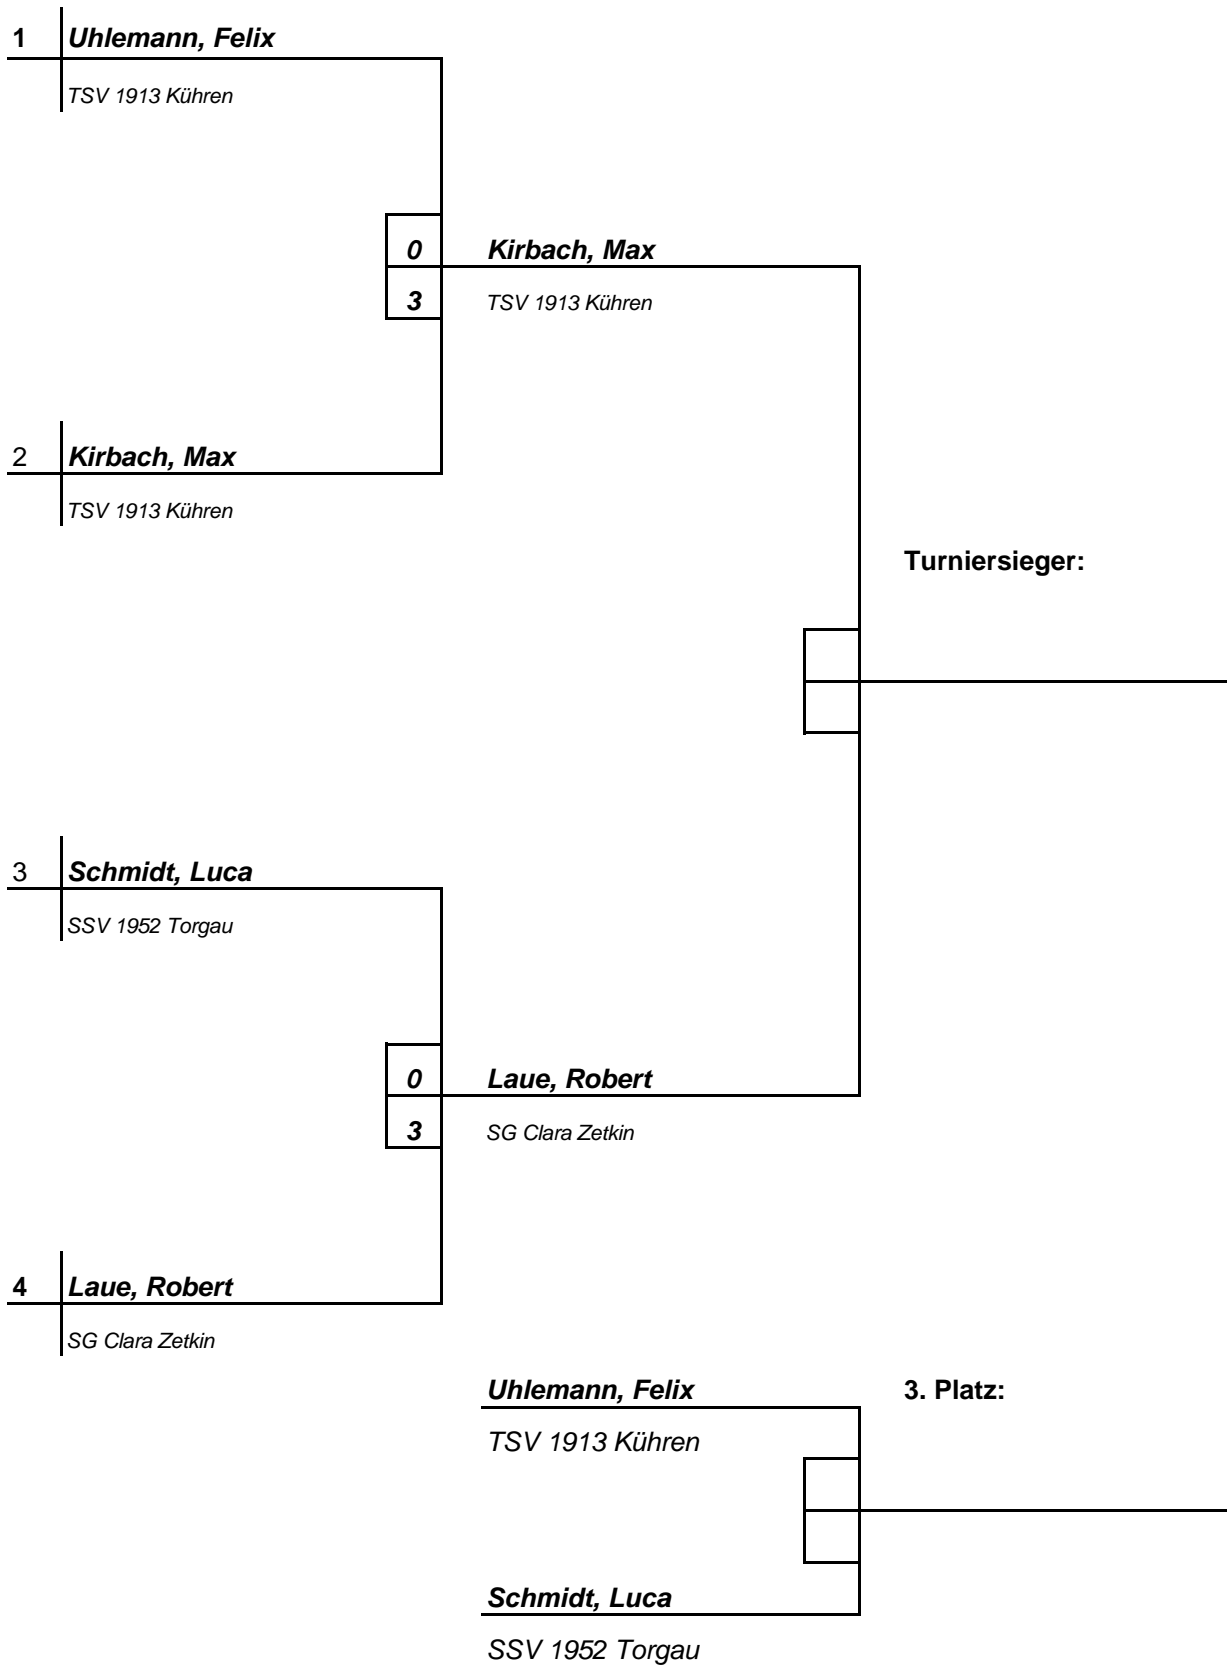 1 Uhlemann, Felix
TSV 1913 Kühren
0 Kirbach, Max
3 TSV 1913 Kühren
2 Kirbach, Max
TSV 1913 Kühren
Turniersieger:
3 Schmidt, Luca
SSV 1952 Torgau
0 Laue, Robert
3 SG Clara Zetkin
4 Laue, Robert
SG Clara Zetkin
Uhlemann, Felix 3. Platz:
TSV 1913 Kühren
Schmidt, Luca
SSV 1952 Torgau